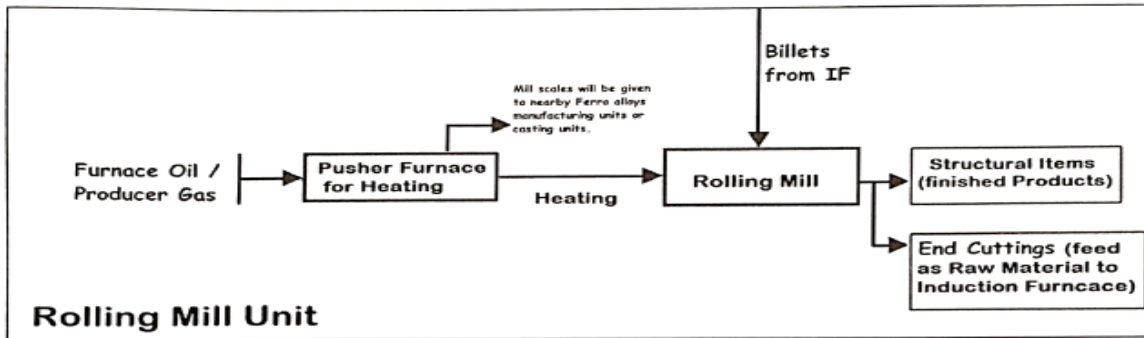 Billets
from IF
Mill scales will be given
to nearby Ferro alloys
manufacturing units or
casting units.
Furnace Oil /
Producer Gas
Pusher Furnace
for Heating
Heating
Rolling Mill
Structural Items
(finished Products)
End Cuttings (feed
as Raw Material to
Induction Furncace)
Rolling Mill Unit